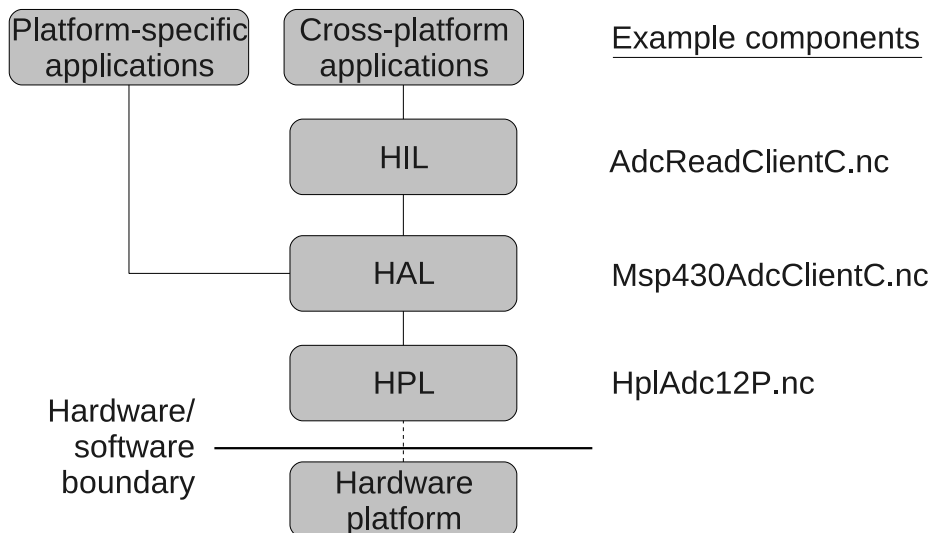 Platform-specific
applications
Cross-platform
applications
Example components
HIL
AdcReadClientC.nc
HAL
Msp430AdcClientC.nc
HPL
HplAdc12P.nc
Hardware/
software
boundary
Hardware
platform